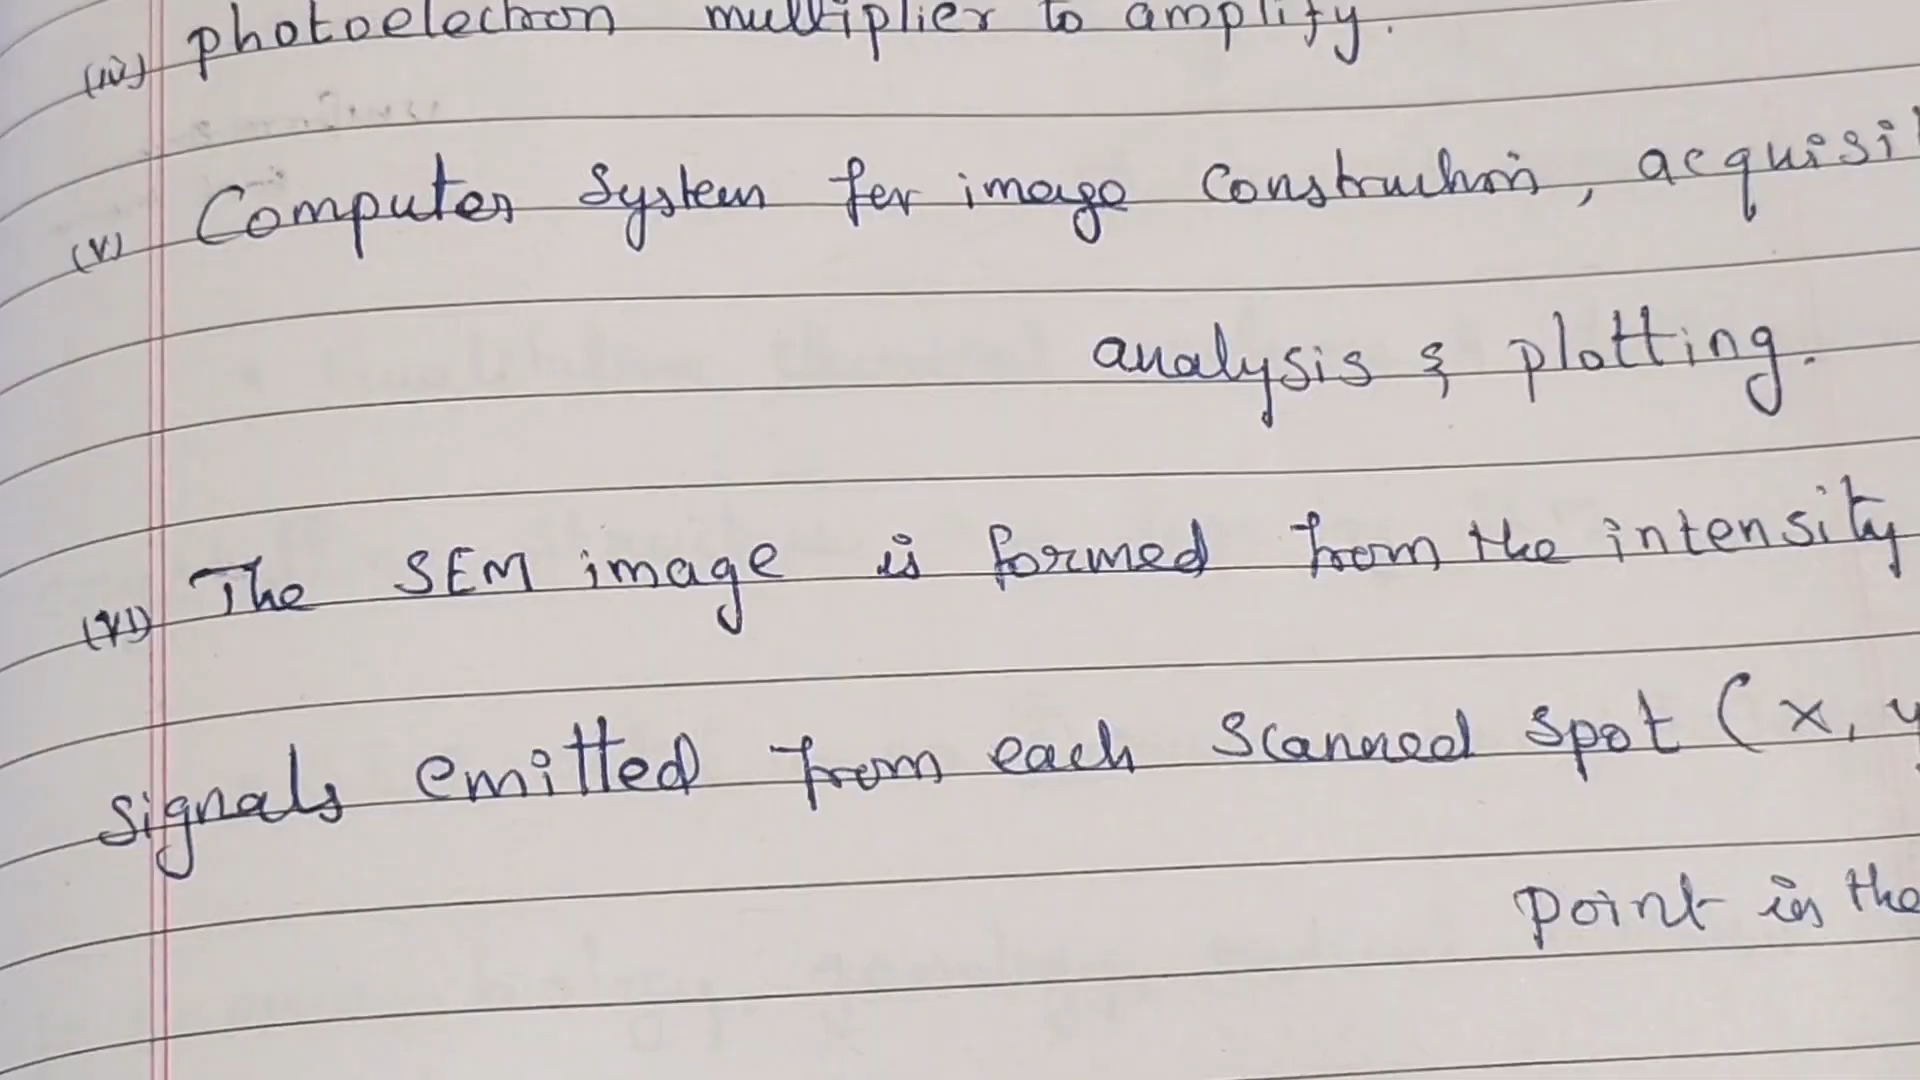 (iv) photoelectron multiplier to amplify.
(v) Computer System for image Construction, acquisi
analysis & plotting.
(VI) The SEM image is formed from the intensity
signals emitted from each Scanned Spot (x, y
point in the